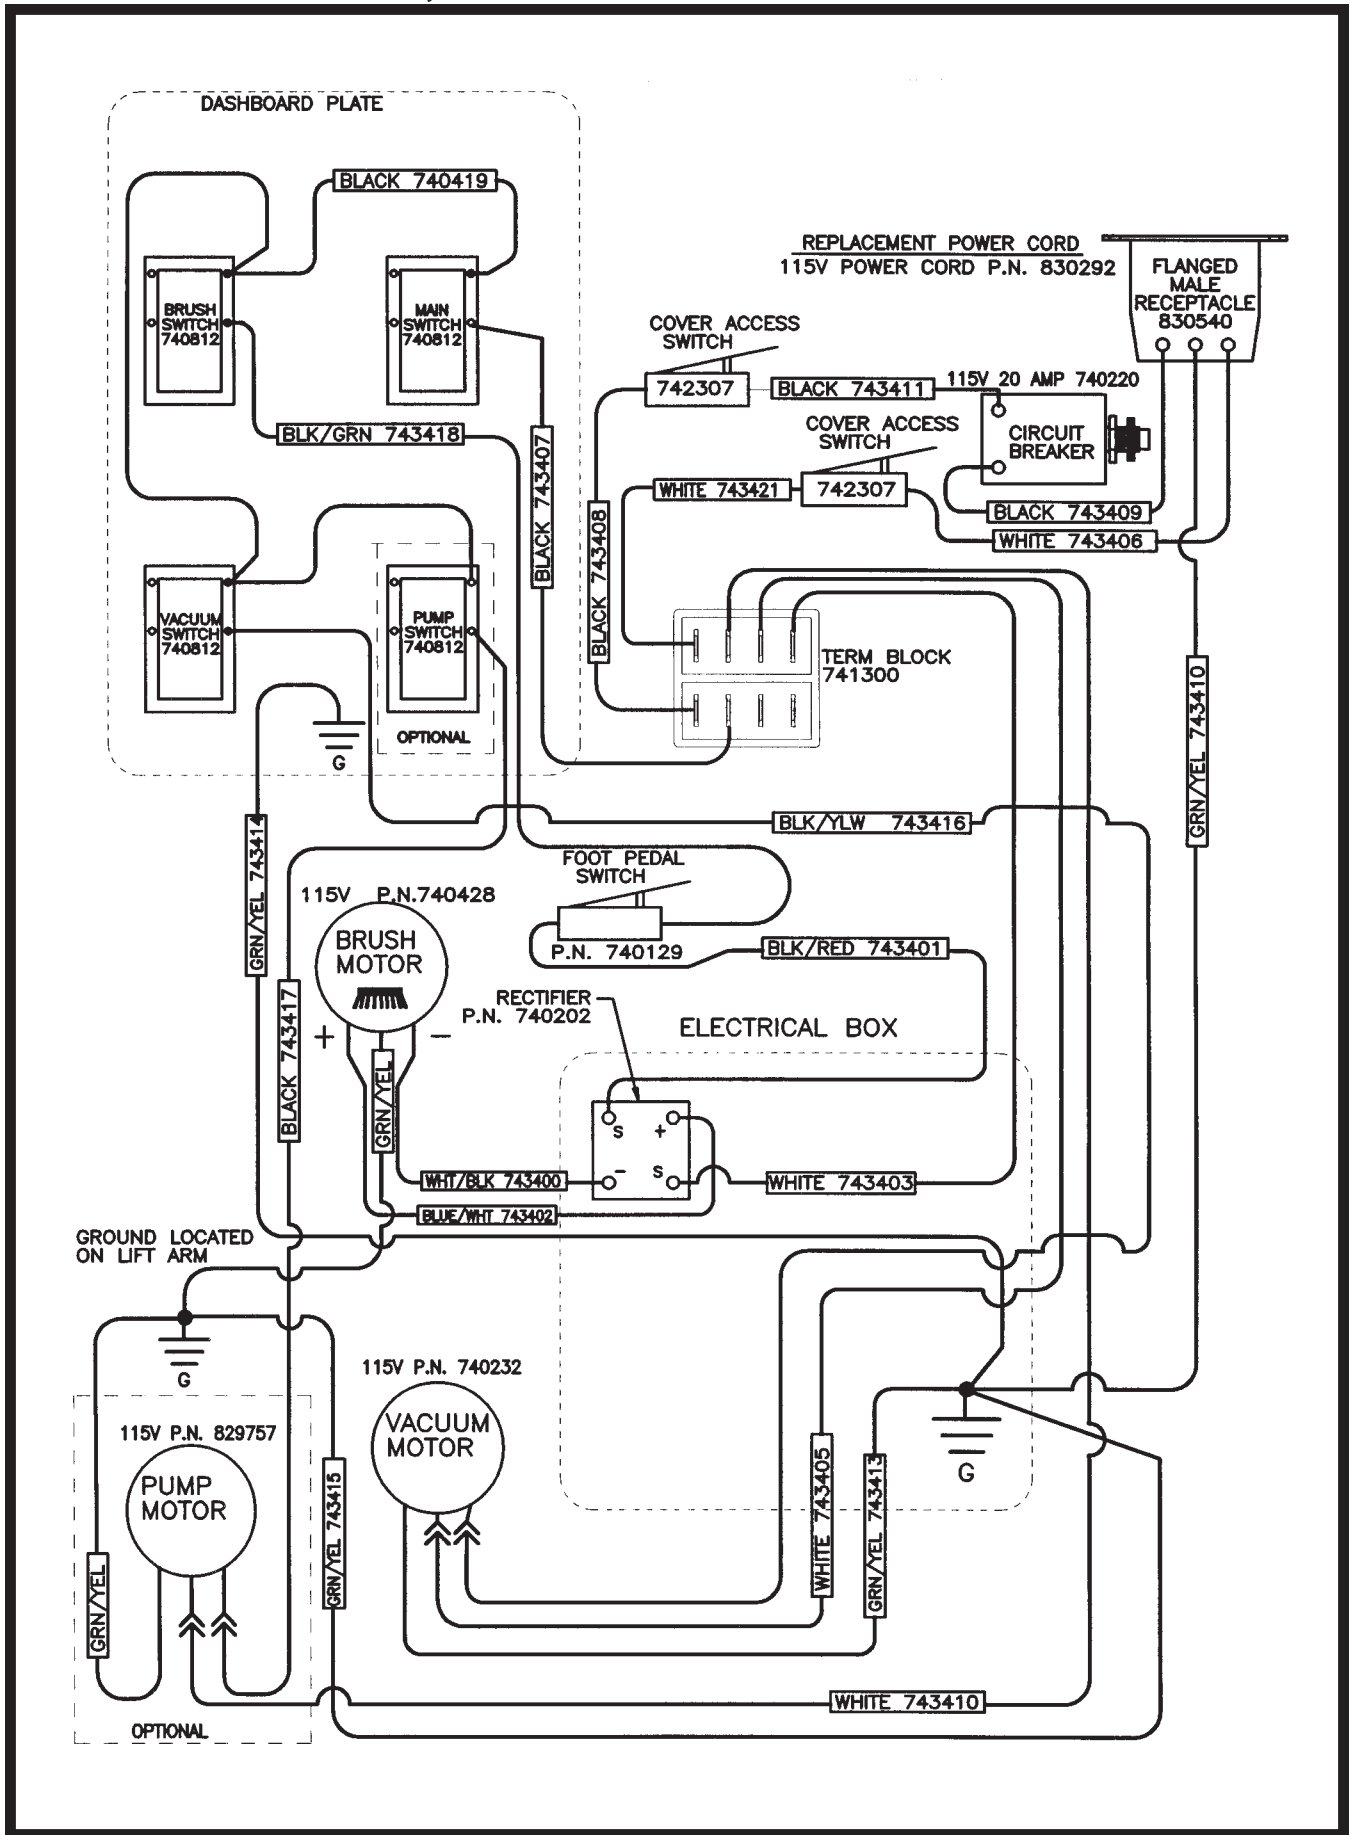 DASHBOARD PLATE
BLACK 740419
BRUSH
SWITCH
740812
MAIN
SWITCH
740812
REPLACEMENT POWER CORD
115V POWER CORD P.N. 830292
FLANGED
MALE
RECEPTACLE
830540
COVER ACCESS
SWITCH
742307
BLACK 743411
115V 20 AMP 740220
CIRCUIT
BREAKER
COVER ACCESS
SWITCH
742307
WHITE 743421
BLACK 743409
WHITE 743406
BLK/GRN 743418
BLACK 743407
BLACK 743408
VACUUM
SWITCH
740812
PUMP
SWITCH
740812
OPTIONAL
G
TERM BLOCK
741300
GRN/YEL 743410
BLK/YLW 743416
GRN/YEL 743414
FOOT PEDAL
SWITCH
P.N. 740129
115V P.N.740428
BRUSH
MOTOR
+
−
GRN/YEL
BLK/RED 743401
BLACK 743417
RECTIFIER
P.N. 740202
ELECTRICAL BOX
S
+
−
S
WHT/BLK 743400
WHITE 743403
BLUE/WHT 743402
GROUND LOCATED
ON LIFT ARM
G
115V P.N. 740232
VACUUM
MOTOR
115V P.N. 829757
PUMP
MOTOR
GRN/YEL
GRN/YEL 743415
WHITE 743405
GRN/YEL 743413
G
WHITE 743410
OPTIONAL